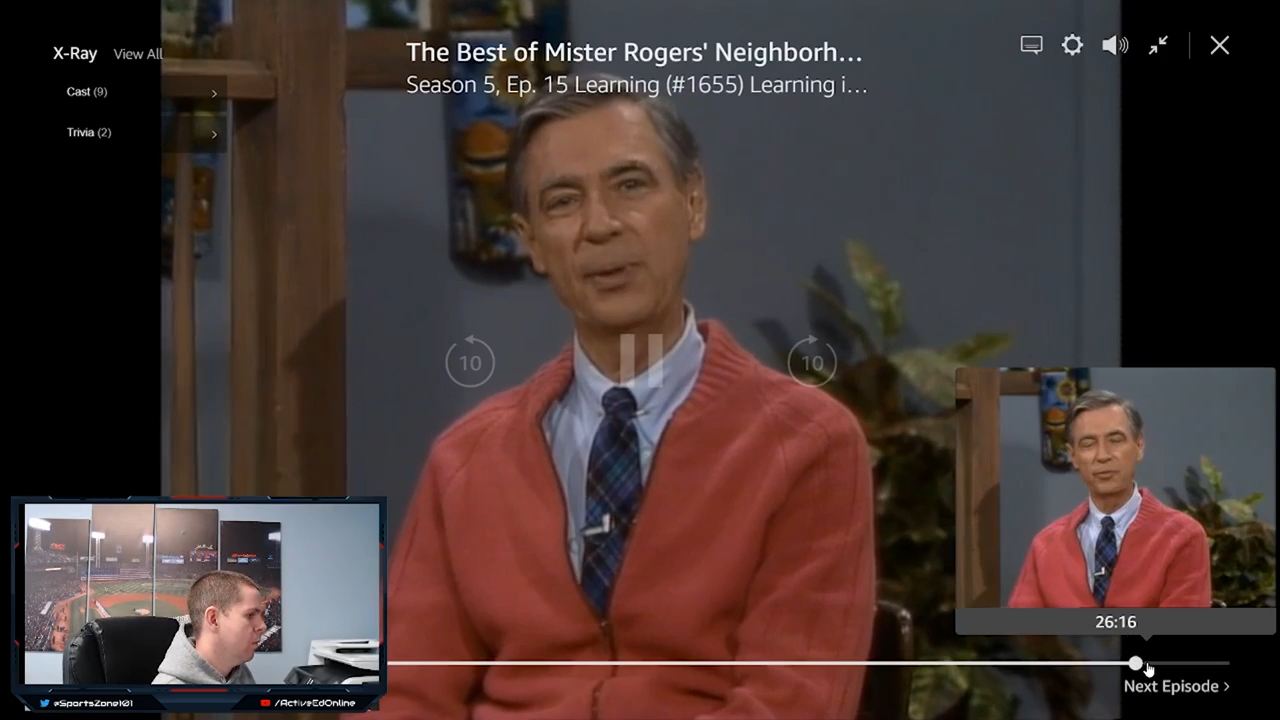 X-Ray View All
Cast (9)
Trivia (2)
The Best of Mister Rogers' Neighborh...
Season 5, Ep. 15 Learning (#1655) Learning i...
10
10
26:16
Next Episode
@SportsZone101
/ActiveEdOnline